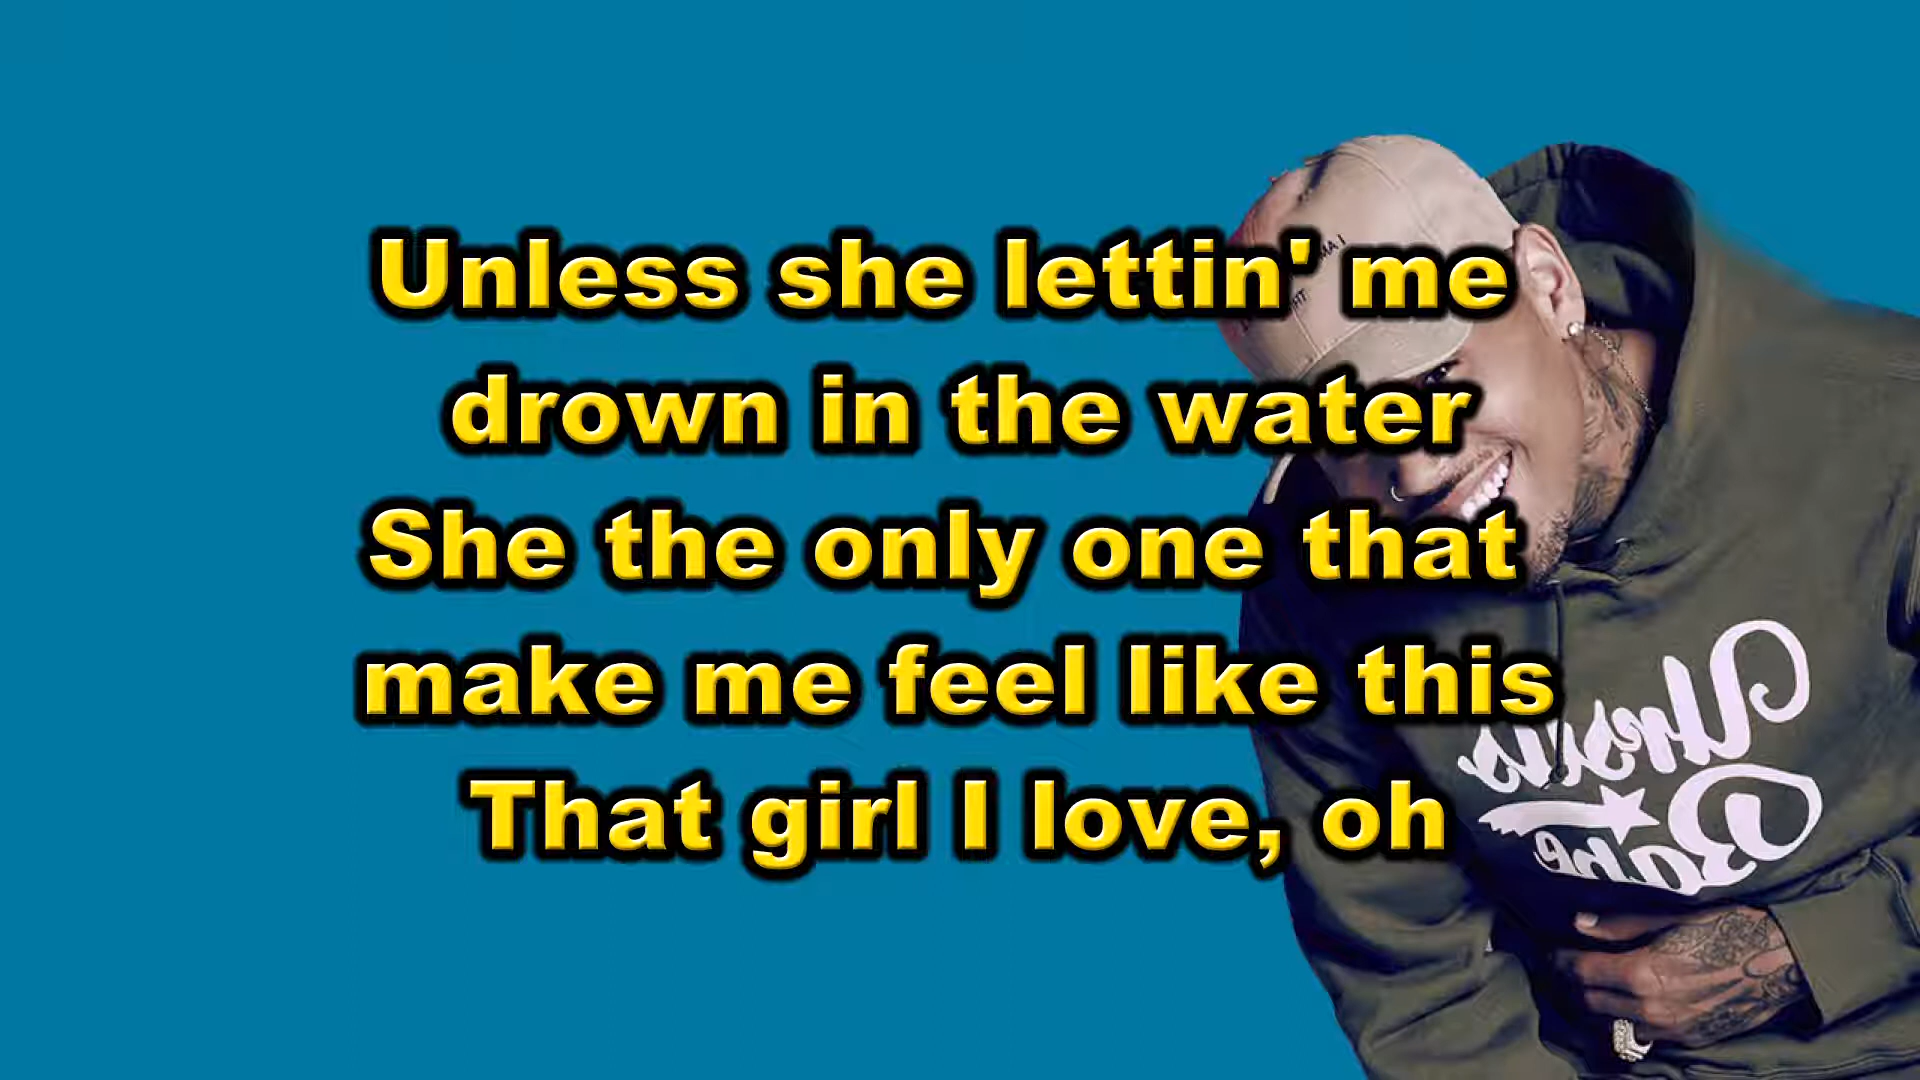 Unless she lettin' me
drown in the water
She the only one that
make me feel like this
That girl I love, oh